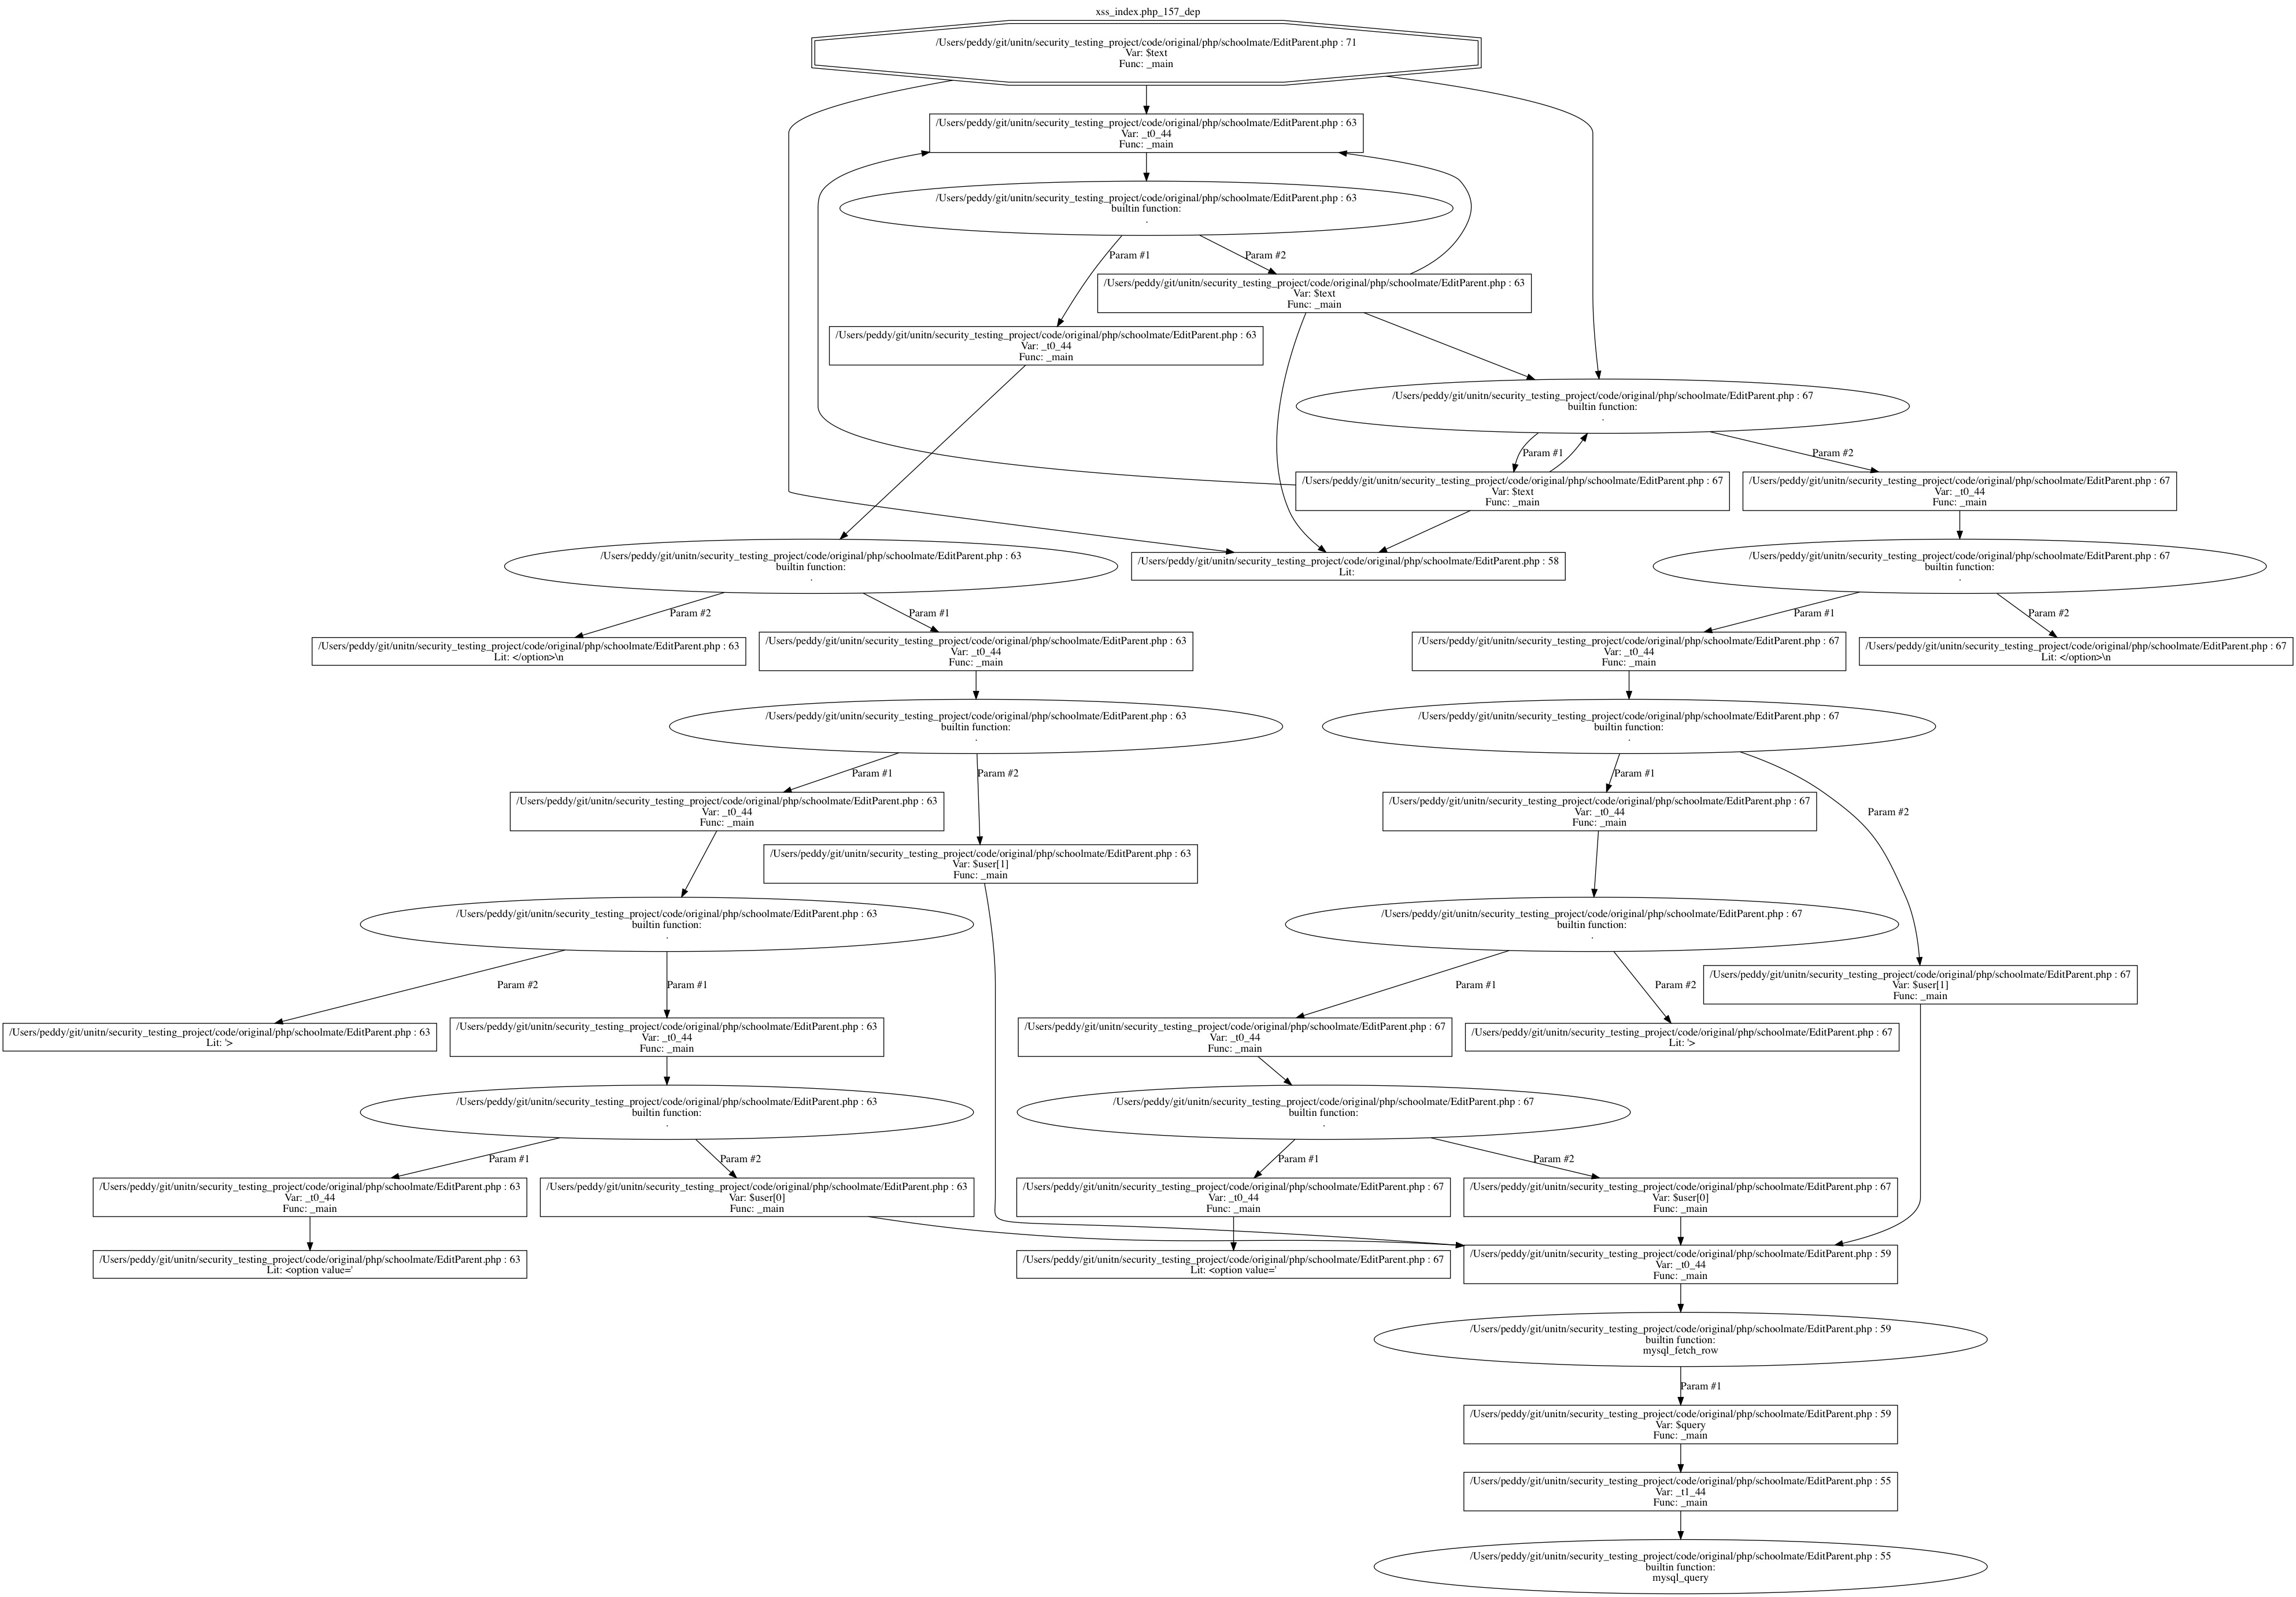 xss_index.php_157_dep
/Users/peddy/git/unitn/security_testing_project/code/original/php/schoolmate/EditParent.php : 71
Var: $text
Func: _main
/Users/peddy/git/unitn/security_testing_project/code/original/php/schoolmate/EditParent.php : 63
Var: _t0_44
Func: _main
/Users/peddy/git/unitn/security_testing_project/code/original/php/schoolmate/EditParent.php : 63
builtin function:
.
Param #1
Param #2
/Users/peddy/git/unitn/security_testing_project/code/original/php/schoolmate/EditParent.php : 63
Var: $text
Func: _main
/Users/peddy/git/unitn/security_testing_project/code/original/php/schoolmate/EditParent.php : 63
Var: _t0_44
Func: _main
/Users/peddy/git/unitn/security_testing_project/code/original/php/schoolmate/EditParent.php : 67
builtin function:
.
Param #1
Param #2
/Users/peddy/git/unitn/security_testing_project/code/original/php/schoolmate/EditParent.php : 67
Var: $text
Func: _main
/Users/peddy/git/unitn/security_testing_project/code/original/php/schoolmate/EditParent.php : 67
Var: _t0_44
Func: _main
/Users/peddy/git/unitn/security_testing_project/code/original/php/schoolmate/EditParent.php : 63
builtin function:
.
/Users/peddy/git/unitn/security_testing_project/code/original/php/schoolmate/EditParent.php : 58
Lit:
/Users/peddy/git/unitn/security_testing_project/code/original/php/schoolmate/EditParent.php : 67
builtin function:
.
Param #2
Param #1
Param #1
Param #2
/Users/peddy/git/unitn/security_testing_project/code/original/php/schoolmate/EditParent.php : 63
Lit: </option>\n
/Users/peddy/git/unitn/security_testing_project/code/original/php/schoolmate/EditParent.php : 63
Var: _t0_44
Func: _main
/Users/peddy/git/unitn/security_testing_project/code/original/php/schoolmate/EditParent.php : 67
Var: _t0_44
Func: _main
/Users/peddy/git/unitn/security_testing_project/code/original/php/schoolmate/EditParent.php : 67
Lit: </option>\n
/Users/peddy/git/unitn/security_testing_project/code/original/php/schoolmate/EditParent.php : 63
builtin function:
.
/Users/peddy/git/unitn/security_testing_project/code/original/php/schoolmate/EditParent.php : 67
builtin function:
.
Param #1
Param #2
Param #1
Param #2
/Users/peddy/git/unitn/security_testing_project/code/original/php/schoolmate/EditParent.php : 63
Var: _t0_44
Func: _main
/Users/peddy/git/unitn/security_testing_project/code/original/php/schoolmate/EditParent.php : 67
Var: _t0_44
Func: _main
/Users/peddy/git/unitn/security_testing_project/code/original/php/schoolmate/EditParent.php : 63
Var: $user[1]
Func: _main
/Users/peddy/git/unitn/security_testing_project/code/original/php/schoolmate/EditParent.php : 63
builtin function:
.
/Users/peddy/git/unitn/security_testing_project/code/original/php/schoolmate/EditParent.php : 67
builtin function:
.
Param #2
Param #1
Param #1
Param #2
/Users/peddy/git/unitn/security_testing_project/code/original/php/schoolmate/EditParent.php : 67
Var: $user[1]
Func: _main
/Users/peddy/git/unitn/security_testing_project/code/original/php/schoolmate/EditParent.php : 63
Lit: '>
/Users/peddy/git/unitn/security_testing_project/code/original/php/schoolmate/EditParent.php : 63
Var: _t0_44
Func: _main
/Users/peddy/git/unitn/security_testing_project/code/original/php/schoolmate/EditParent.php : 67
Var: _t0_44
Func: _main
/Users/peddy/git/unitn/security_testing_project/code/original/php/schoolmate/EditParent.php : 67
Lit: '>
/Users/peddy/git/unitn/security_testing_project/code/original/php/schoolmate/EditParent.php : 63
builtin function:
.
/Users/peddy/git/unitn/security_testing_project/code/original/php/schoolmate/EditParent.php : 67
builtin function:
.
Param #1
Param #2
Param #1
Param #2
/Users/peddy/git/unitn/security_testing_project/code/original/php/schoolmate/EditParent.php : 63
Var: _t0_44
Func: _main
/Users/peddy/git/unitn/security_testing_project/code/original/php/schoolmate/EditParent.php : 63
Var: $user[0]
Func: _main
/Users/peddy/git/unitn/security_testing_project/code/original/php/schoolmate/EditParent.php : 67
Var: _t0_44
Func: _main
/Users/peddy/git/unitn/security_testing_project/code/original/php/schoolmate/EditParent.php : 67
Var: $user[0]
Func: _main
/Users/peddy/git/unitn/security_testing_project/code/original/php/schoolmate/EditParent.php : 63
Lit: <option value='
/Users/peddy/git/unitn/security_testing_project/code/original/php/schoolmate/EditParent.php : 67
Lit: <option value='
/Users/peddy/git/unitn/security_testing_project/code/original/php/schoolmate/EditParent.php : 59
Var: _t0_44
Func: _main
/Users/peddy/git/unitn/security_testing_project/code/original/php/schoolmate/EditParent.php : 59
builtin function:
mysql_fetch_row
Param #1
/Users/peddy/git/unitn/security_testing_project/code/original/php/schoolmate/EditParent.php : 59
Var: $query
Func: _main
/Users/peddy/git/unitn/security_testing_project/code/original/php/schoolmate/EditParent.php : 55
Var: _t1_44
Func: _main
/Users/peddy/git/unitn/security_testing_project/code/original/php/schoolmate/EditParent.php : 55
builtin function:
mysql_query